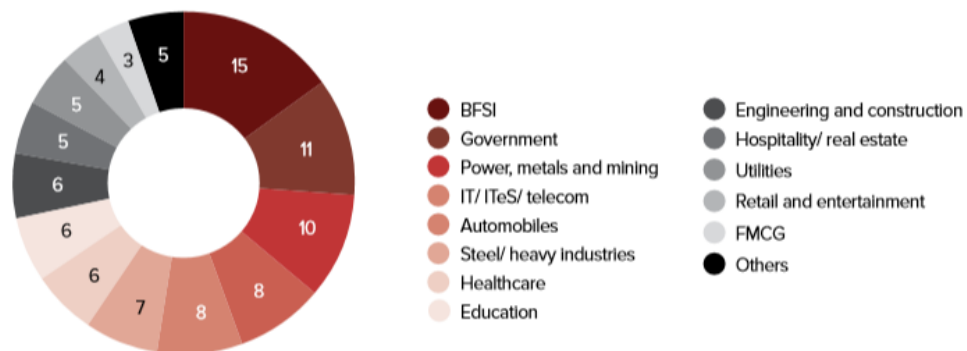 15
11
10
8
8
7
6
6
6
5
5
4
3
5
BFSI
Government
Power, metals and mining
IT/ ITeS/ telecom
Automobiles
Steel/ heavy industries
Healthcare
Education
Engineering and construction
Hospitality/ real estate
Utilities
Retail and entertainment
FMCG
Others